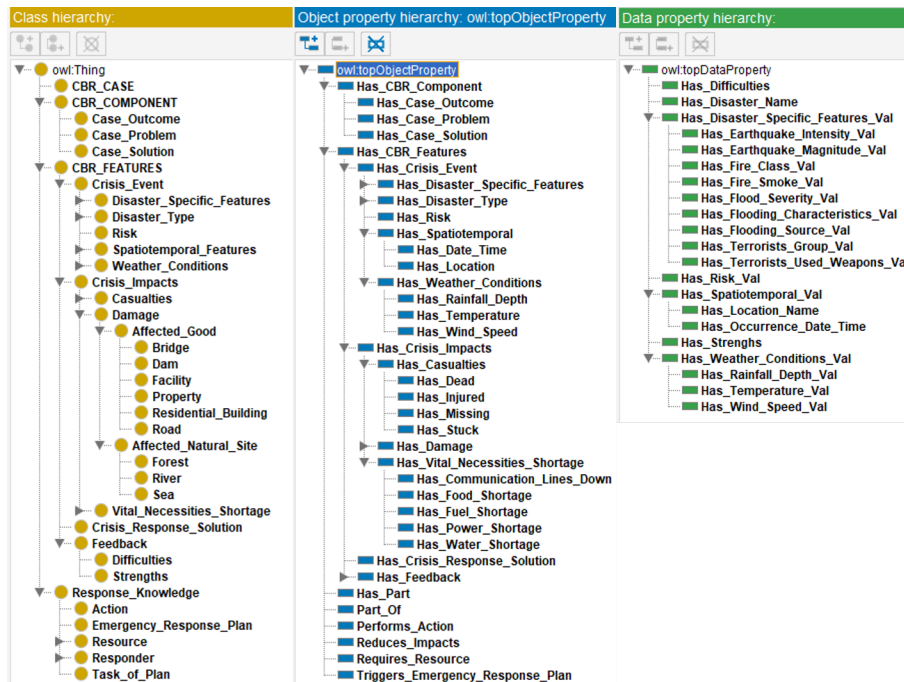 Class hierarchy:
owl:Thing
CBR_CASE
CBR_COMPONENT
Case_Outcome
Case_Problem
Case_Solution
CBR_FEATURES
Crisis_Event
Disaster_Specific_Features
Disaster_Type
Risk
Spatiotemporal_Features
Weather_Conditions
Crisis_Impacts
Casualties
Damage
Affected_Good
Bridge
Dam
Facility
Property
Residential_Building
Road
Affected_Natural_Site
Forest
River
Sea
Vital_Necessities_Shortage
Crisis_Response_Solution
Feedback
Difficulties
Strengths
Response_Knowledge
Action
Emergency_Response_Plan
Resource
Responder
Task_of_Plan
Object property hierarchy: owl:topObjectProperty
owl:topObjectProperty
Has_CBR_Component
Has_Case_Outcome
Has_Case_Problem
Has_Case_Solution
Has_CBR_Features
Has_Crisis_Event
Has_Disaster_Specific_Features
Has_Disaster_Type
Has_Risk
Has_Spatiotemporal
Has_Date_Time
Has_Location
Has_Weather_Conditions
Has_Rainfall_Depth
Has_Temperature
Has_Wind_Speed
Has_Crisis_Impacts
Has_Casualties
Has_Dead
Has_Injured
Has_Missing
Has_Stuck
Has_Damage
Has_Vital_Necessities_Shortage
Has_Communication_Lines_Down
Has_Food_Shortage
Has_Fuel_Shortage
Has_Power_Shortage
Has_Water_Shortage
Has_Crisis_Response_Solution
Has_Feedback
Has_Part
Part_Of
Performs_Action
Reduces_Impacts
Requires_Resource
Triggers_Emergency_Response_Plan
Data property hierarchy:
owl:topDataProperty
Has_Difficulties
Has_Disaster_Name
Has_Disaster_Specific_Features_Val
Has_Earthquake_Intensity_Val
Has_Earthquake_Magnitude_Val
Has_Fire_Class_Val
Has_Fire_Smoke_Val
Has_Flood_Severity_Val
Has_Flooding_Characteristics_Val
Has_Flooding_Source_Val
Has_Terrorists_Group_Val
Has_Terrorists_Used_Weapons_Va
Has_Risk_Val
Has_Spatiotemporal_Val
Has_Location_Name
Has_Occurrence_Date_Time
Has_Strenghs
Has_Weather_Conditions_Val
Has_Rainfall_Depth_Val
Has_Temperature_Val
Has_Wind_Speed_Val